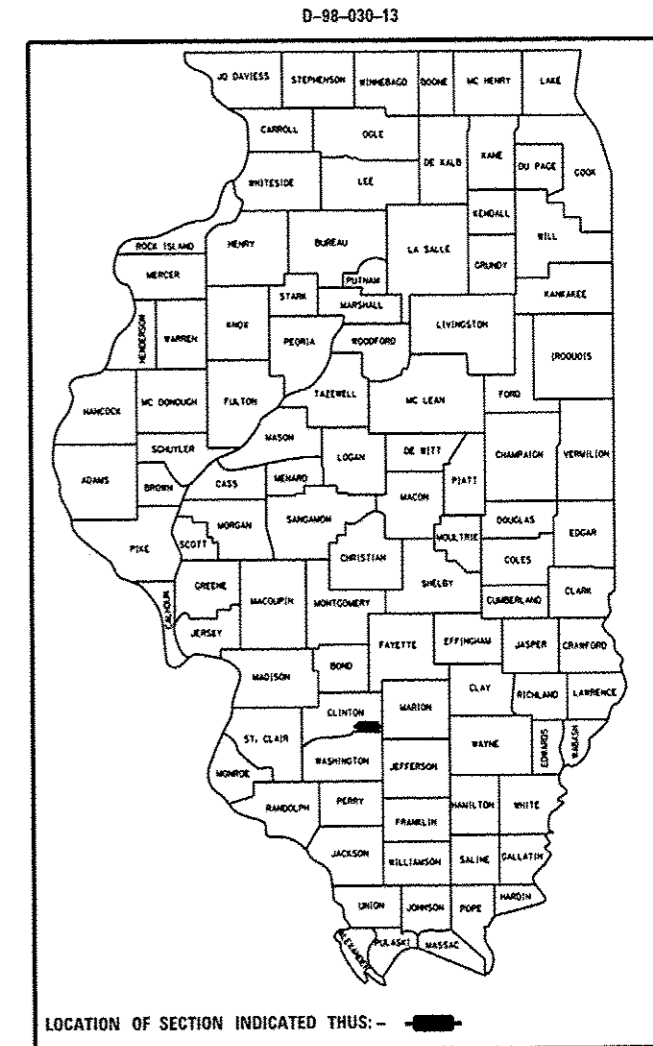 D-98-030-13
JO DAVIESS STEPHENSON WINNEBAGO BOONE MC HENRY LAKE
CARROLL OGLE
DE KALB KANE DU PAGE COOK
WHITESIDE LEE
KENDALL
WILL
ROCK ISLAND HENRY BUREAU LA SALLE GRUNDY
MERCER PUTNAM
STARK MARSHALL KANKAKEE
HENDERSON WARREN KNOX PEORIA WOODFORD LIVINGSTON IROQUOIS
HANCOCK MC DONOUGH FULTON TAZEWELL MC LEAN FORD
MASON
SCHUYLER LOGAN DE WITT CHAMPAIGN VERMILION
ADAMS BROWN CASS MENARD PIATT
MACON
MORGAN SANGAMON DOUGLAS
PIKE SCOTT CHRISTIAN MOULTRIE EDGAR
COLES
GREENE SHELBY
CALHOUN MACOUPIN MONTGOMERY CUMBERLAND CLARK
JERSEY
FAYETTE EFFINGHAM JASPER CRAWFORD
BOND
MADISON CLAY RICHLAND LAWRENCE
CLINTON MARION
ST. CLAIR WAYNE EDWARDS WABASH
WASHINGTON JEFFERSON
MONROE
RANDOLPH PERRY HAMILTON WHITE
FRANKLIN
JACKSON WILLIAMSON SALINE GALLATIN
UNION JOHNSON POPE HARDIN
ALEXANDER PULASKI MASSAC
LOCATION OF SECTION INDICATED THUS: -